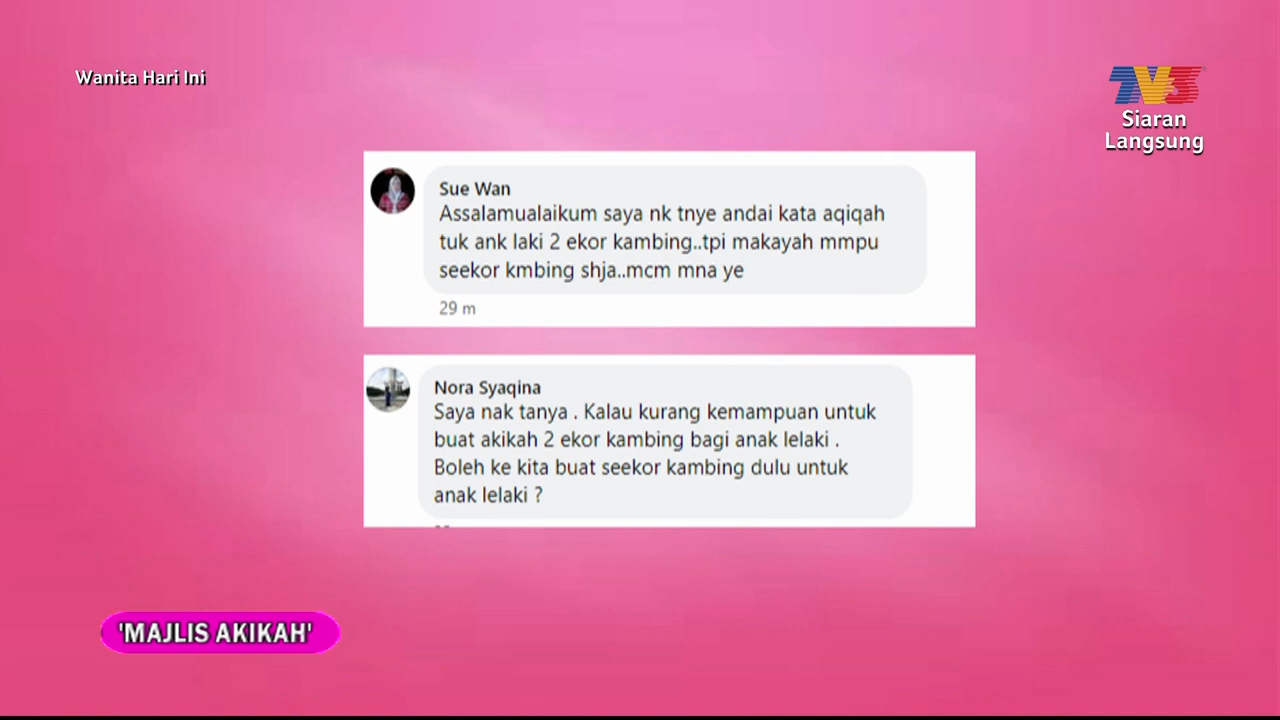 Wanita Hari Ini
TV3
Siaran
Langsung
Sue Wan
Assalamualaikum saya nk tnye andai kata aqiqah
tuk ank laki 2 ekor kambing..tpi makayah mmpu
seekor kmbing shja..mcm mna ye
29 m
Nora Syaqina
Saya nak tanya . Kalau kurang kemampuan untuk
buat akikah 2 ekor kambing bagi anak lelaki .
Boleh ke kita buat seekor kambing dulu untuk
anak lelaki ?
'MAJLIS AKIKAH'